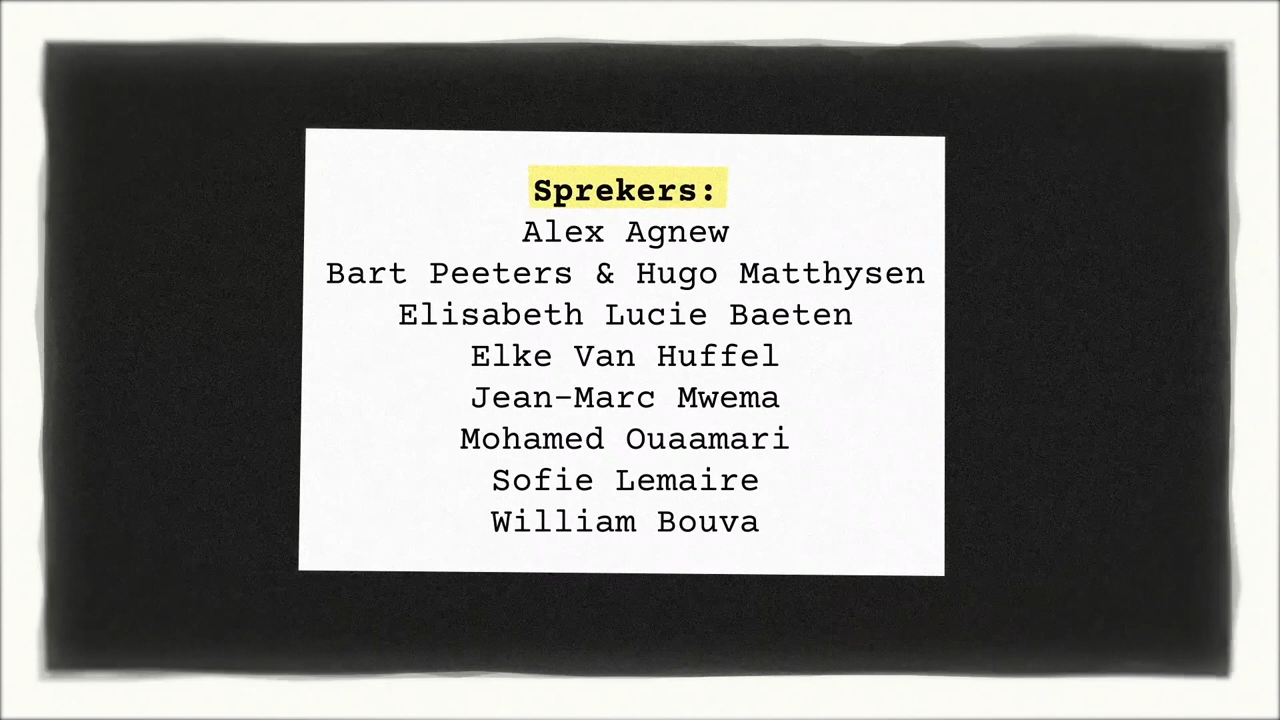 Sprekers:
Alex Agnew
Bart Peeters & Hugo Matthysen
Elisabeth Lucie Baeten
Elke Van Huffel
Jean-Marc Mwema
Mohamed Ouaamari
Sofie Lemaire
William Bouva